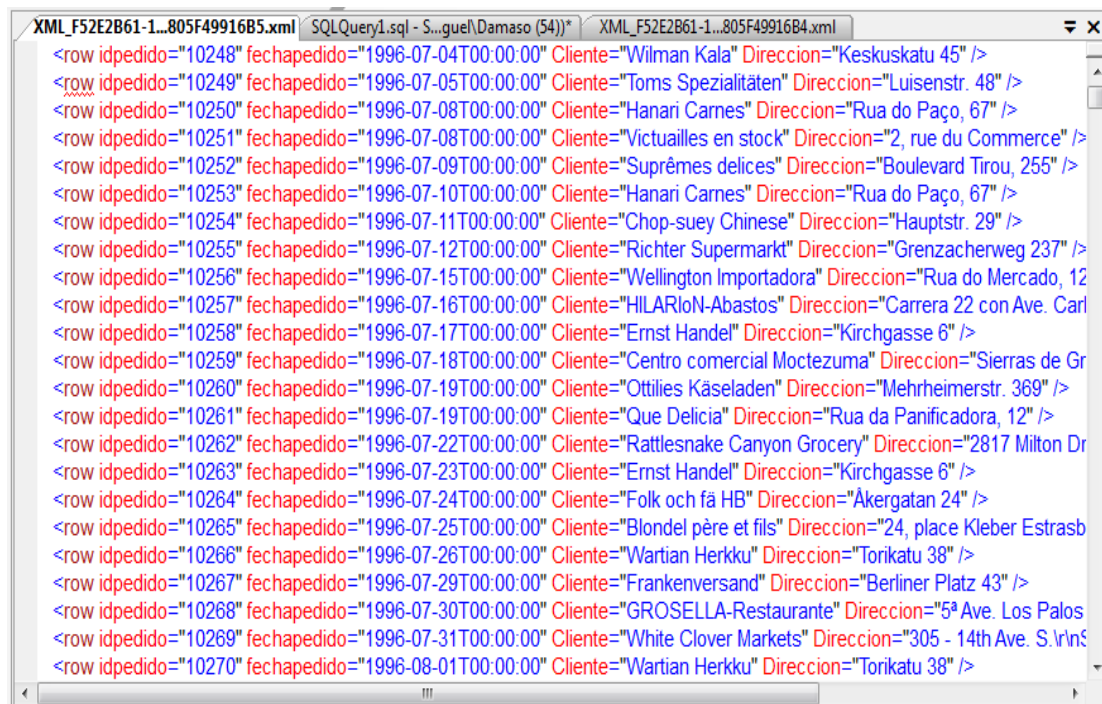 XML_F52E2B61-1...805F49916B5.xml SQLQuery1.sql - S...guel\Damaso (54))* XML_F52E2B61-1...805F49916B4.xml
<row idpedido="10248" fechapedido="1996-07-04T00:00:00" Cliente="Wilman Kala" Direccion="Keskuskatu 45" />
<row idpedido="10249" fechapedido="1996-07-05T00:00:00" Cliente="Toms Spezialitäten" Direccion="Luisenstr. 48" />
<row idpedido="10250" fechapedido="1996-07-08T00:00:00" Cliente="Hanari Carnes" Direccion="Rua do Paço, 67" />
<row idpedido="10251" fechapedido="1996-07-08T00:00:00" Cliente="Victuailles en stock" Direccion="2, rue du Commerce" />
<row idpedido="10252" fechapedido="1996-07-09T00:00:00" Cliente="Suprêmes delices" Direccion="Boulevard Tirou, 255" />
<row idpedido="10253" fechapedido="1996-07-10T00:00:00" Cliente="Hanari Carnes" Direccion="Rua do Paço, 67" />
<row idpedido="10254" fechapedido="1996-07-11T00:00:00" Cliente="Chop-suey Chinese" Direccion="Hauptstr. 29" />
<row idpedido="10255" fechapedido="1996-07-12T00:00:00" Cliente="Richter Supermarkt" Direccion="Grenzacherweg 237" />
<row idpedido="10256" fechapedido="1996-07-15T00:00:00" Cliente="Wellington Importadora" Direccion="Rua do Mercado, 12
<row idpedido="10257" fechapedido="1996-07-16T00:00:00" Cliente="HILARIoN-Abastos" Direccion="Carrera 22 con Ave. Carl
<row idpedido="10258" fechapedido="1996-07-17T00:00:00" Cliente="Ernst Handel" Direccion="Kirchgasse 6" />
<row idpedido="10259" fechapedido="1996-07-18T00:00:00" Cliente="Centro comercial Moctezuma" Direccion="Sierras de Gr
<row idpedido="10260" fechapedido="1996-07-19T00:00:00" Cliente="Ottilies Käseladen" Direccion="Mehrheimerstr. 369" />
<row idpedido="10261" fechapedido="1996-07-19T00:00:00" Cliente="Que Delicia" Direccion="Rua da Panificadora, 12" />
<row idpedido="10262" fechapedido="1996-07-22T00:00:00" Cliente="Rattlesnake Canyon Grocery" Direccion="2817 Milton Dr
<row idpedido="10263" fechapedido="1996-07-23T00:00:00" Cliente="Ernst Handel" Direccion="Kirchgasse 6" />
<row idpedido="10264" fechapedido="1996-07-24T00:00:00" Cliente="Folk och fä HB" Direccion="Åkergatan 24" />
<row idpedido="10265" fechapedido="1996-07-25T00:00:00" Cliente="Blondel père et fils" Direccion="24, place Kleber Estrasb
<row idpedido="10266" fechapedido="1996-07-26T00:00:00" Cliente="Wartian Herkku" Direccion="Torikatu 38" />
<row idpedido="10267" fechapedido="1996-07-29T00:00:00" Cliente="Frankenversand" Direccion="Berliner Platz 43" />
<row idpedido="10268" fechapedido="1996-07-30T00:00:00" Cliente="GROSELLA-Restaurante" Direccion="5ª Ave. Los Palos
<row idpedido="10269" fechapedido="1996-07-31T00:00:00" Cliente="White Clover Markets" Direccion="305 - 14th Ave. S.\r\nS
<row idpedido="10270" fechapedido="1996-08-01T00:00:00" Cliente="Wartian Herkku" Direccion="Torikatu 38" />